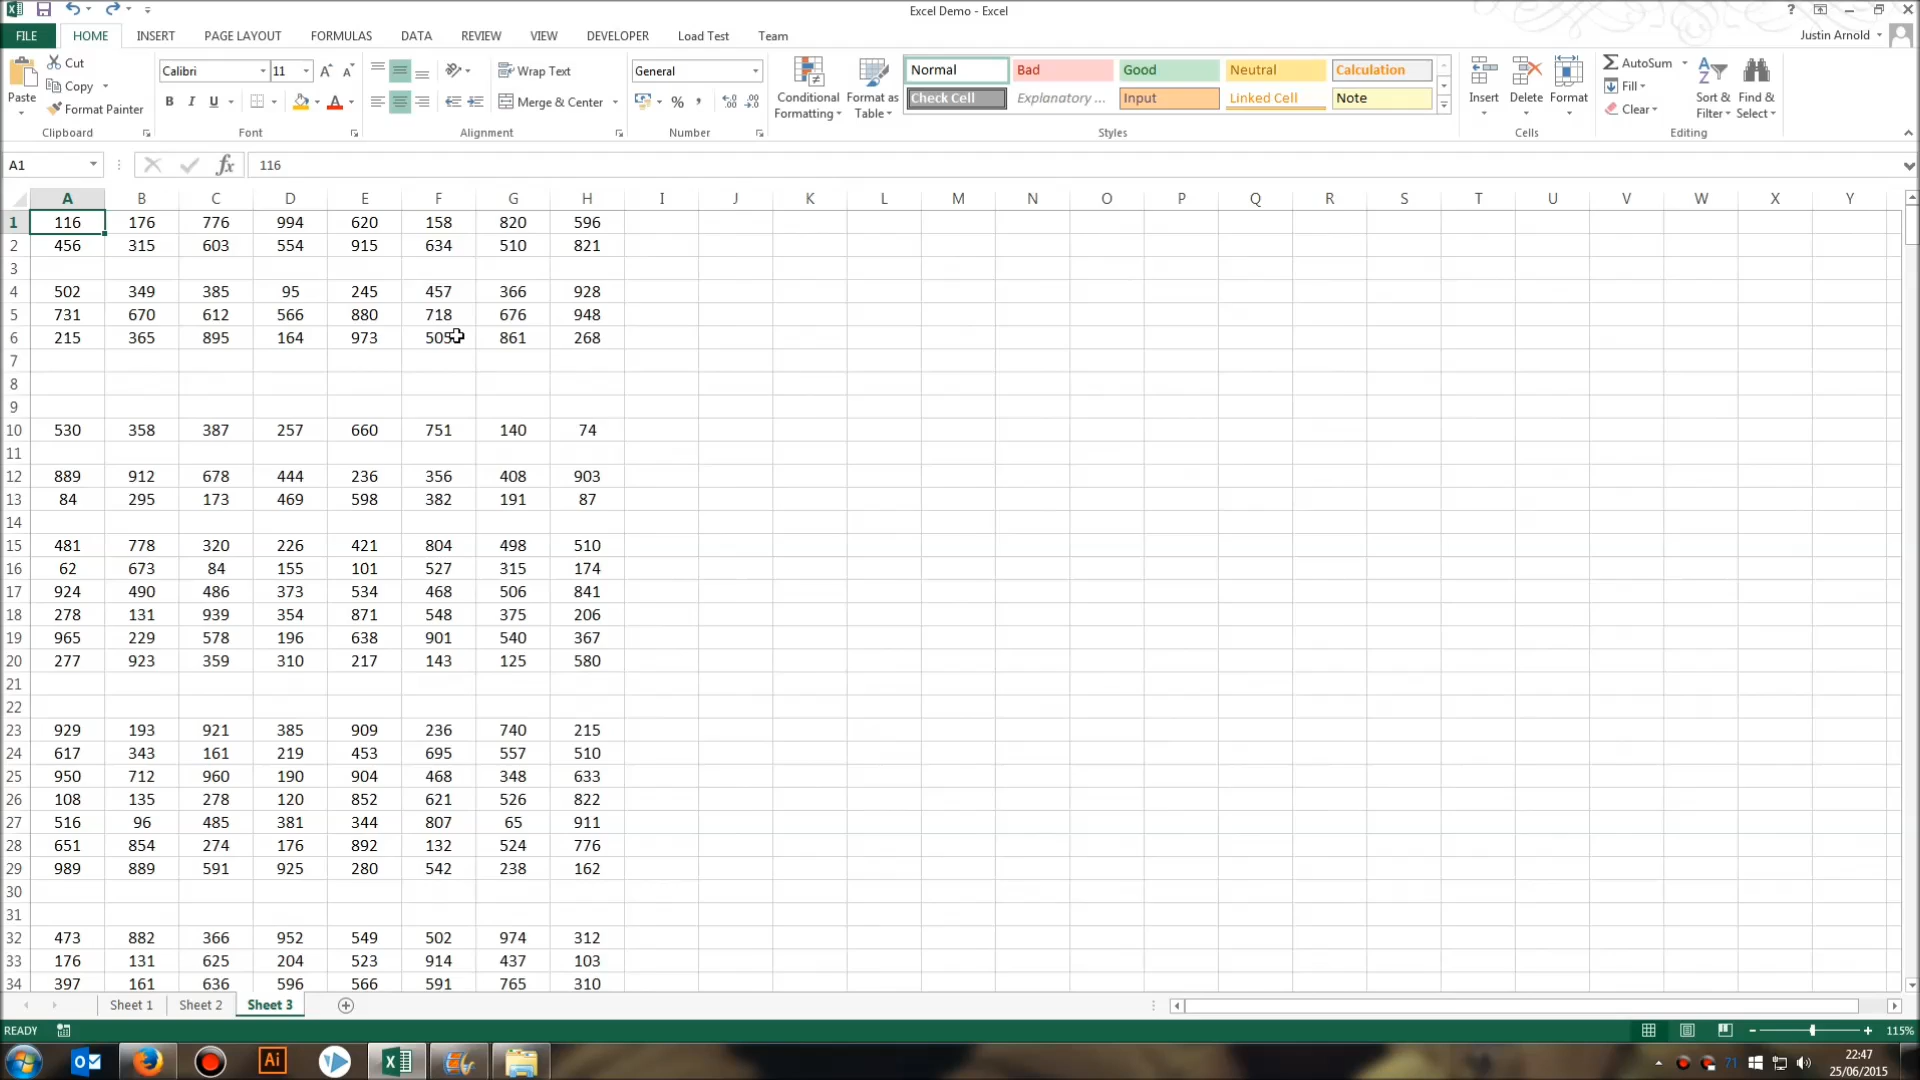 Excel Demo - Excel
?
FILE HOME INSERT PAGE LAYOUT FORMULAS DATA REVIEW VIEW DEVELOPER Load Test Team Justin Arnold
Cut Calibri 11 Wrap Text General Normal Bad Good Neutral Calculation AutoSum
Copy
Format Painter
Paste B I U Merge & Center % Conditional Formatting Format as Table Check Cell Explanatory ... Input Linked Cell Note Insert Delete Format Fill Clear Sort & Filter Find & Select
Clipboard Font Alignment Number Styles Cells Editing
A1 fx 116
A B C D E F G H I J K L M N O P Q R S T U V W X Y
1 116 176 776 994 620 158 820 596
2 456 315 603 554 915 634 510 821
3
4 502 349 385 95 245 457 366 928
5 731 670 612 566 880 718 676 948
6 215 365 895 164 973 505 861 268
7
8
9
10 530 358 387 257 660 751 140 74
11
12 889 912 678 444 236 356 408 903
13 84 295 173 469 598 382 191 87
14
15 481 778 320 226 421 804 498 510
16 62 673 84 155 101 527 315 174
17 924 490 486 373 534 468 506 841
18 278 131 939 354 871 548 375 206
19 965 229 578 196 638 901 540 367
20 277 923 359 310 217 143 125 580
21
22
23 929 193 921 385 909 236 740 215
24 617 343 161 219 453 695 557 510
25 950 712 960 190 904 468 348 633
26 108 135 278 120 852 621 526 822
27 516 96 485 381 344 807 65 911
28 651 854 274 176 892 132 524 776
29 989 889 591 925 280 542 238 162
30
31
32 473 882 366 952 549 502 974 312
33 176 131 625 204 523 914 437 103
34 397 161 636 596 566 591 765 310
Sheet 1 Sheet 2 Sheet 3
READY 115%
Ai 71 22:47
25/06/2015